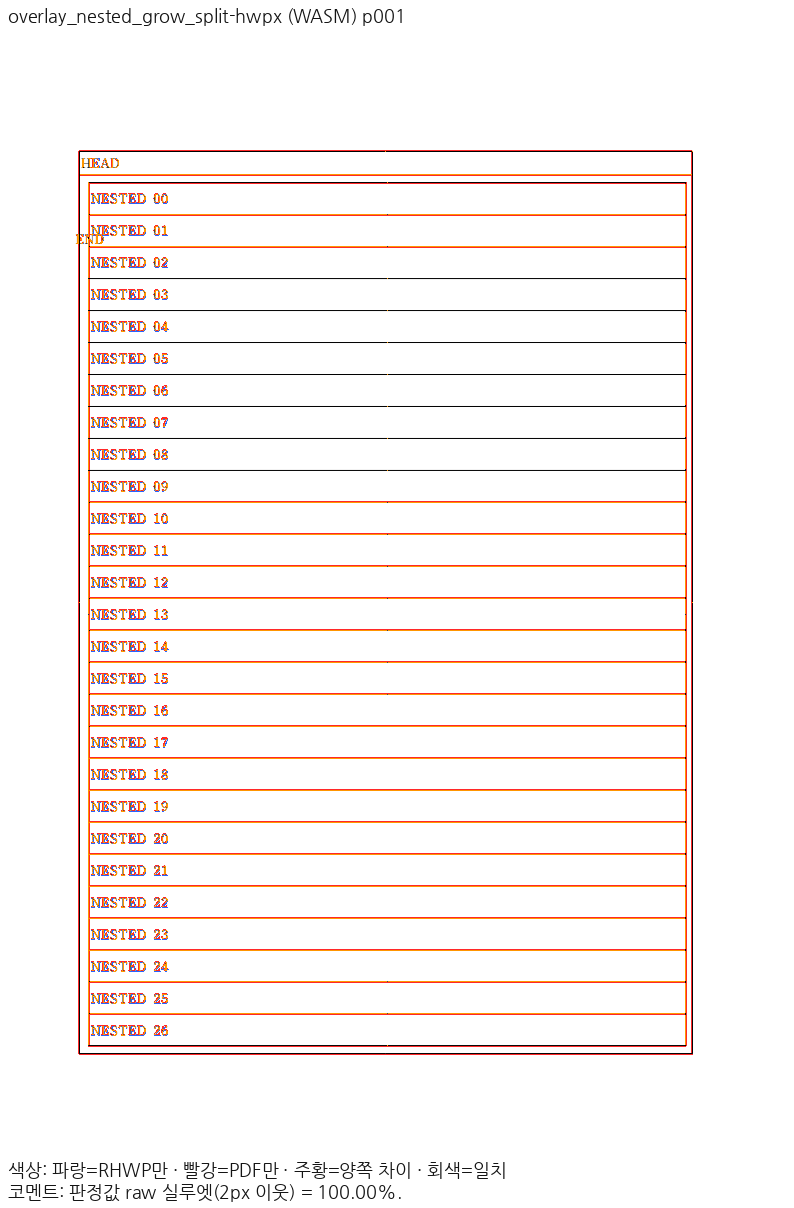 overlay_nested_grow_split-hwpx (WASM) p001
HEAD
NESTED 00
NESTED 01
END
NESTED 02
NESTED 03
NESTED 04
NESTED 05
NESTED 06
NESTED 07
NESTED 08
NESTED 09
NESTED 10
NESTED 11
NESTED 12
NESTED 13
NESTED 14
NESTED 15
NESTED 16
NESTED 17
NESTED 18
NESTED 19
NESTED 20
NESTED 21
NESTED 22
NESTED 23
NESTED 24
NESTED 25
NESTED 26
색상: 파랑=RHWP만 · 빨강=PDF만 · 주황=양쪽 차이 · 회색=일치
코멘트: 판정값 raw 실루엣(2px 이웃) = 100.00%.